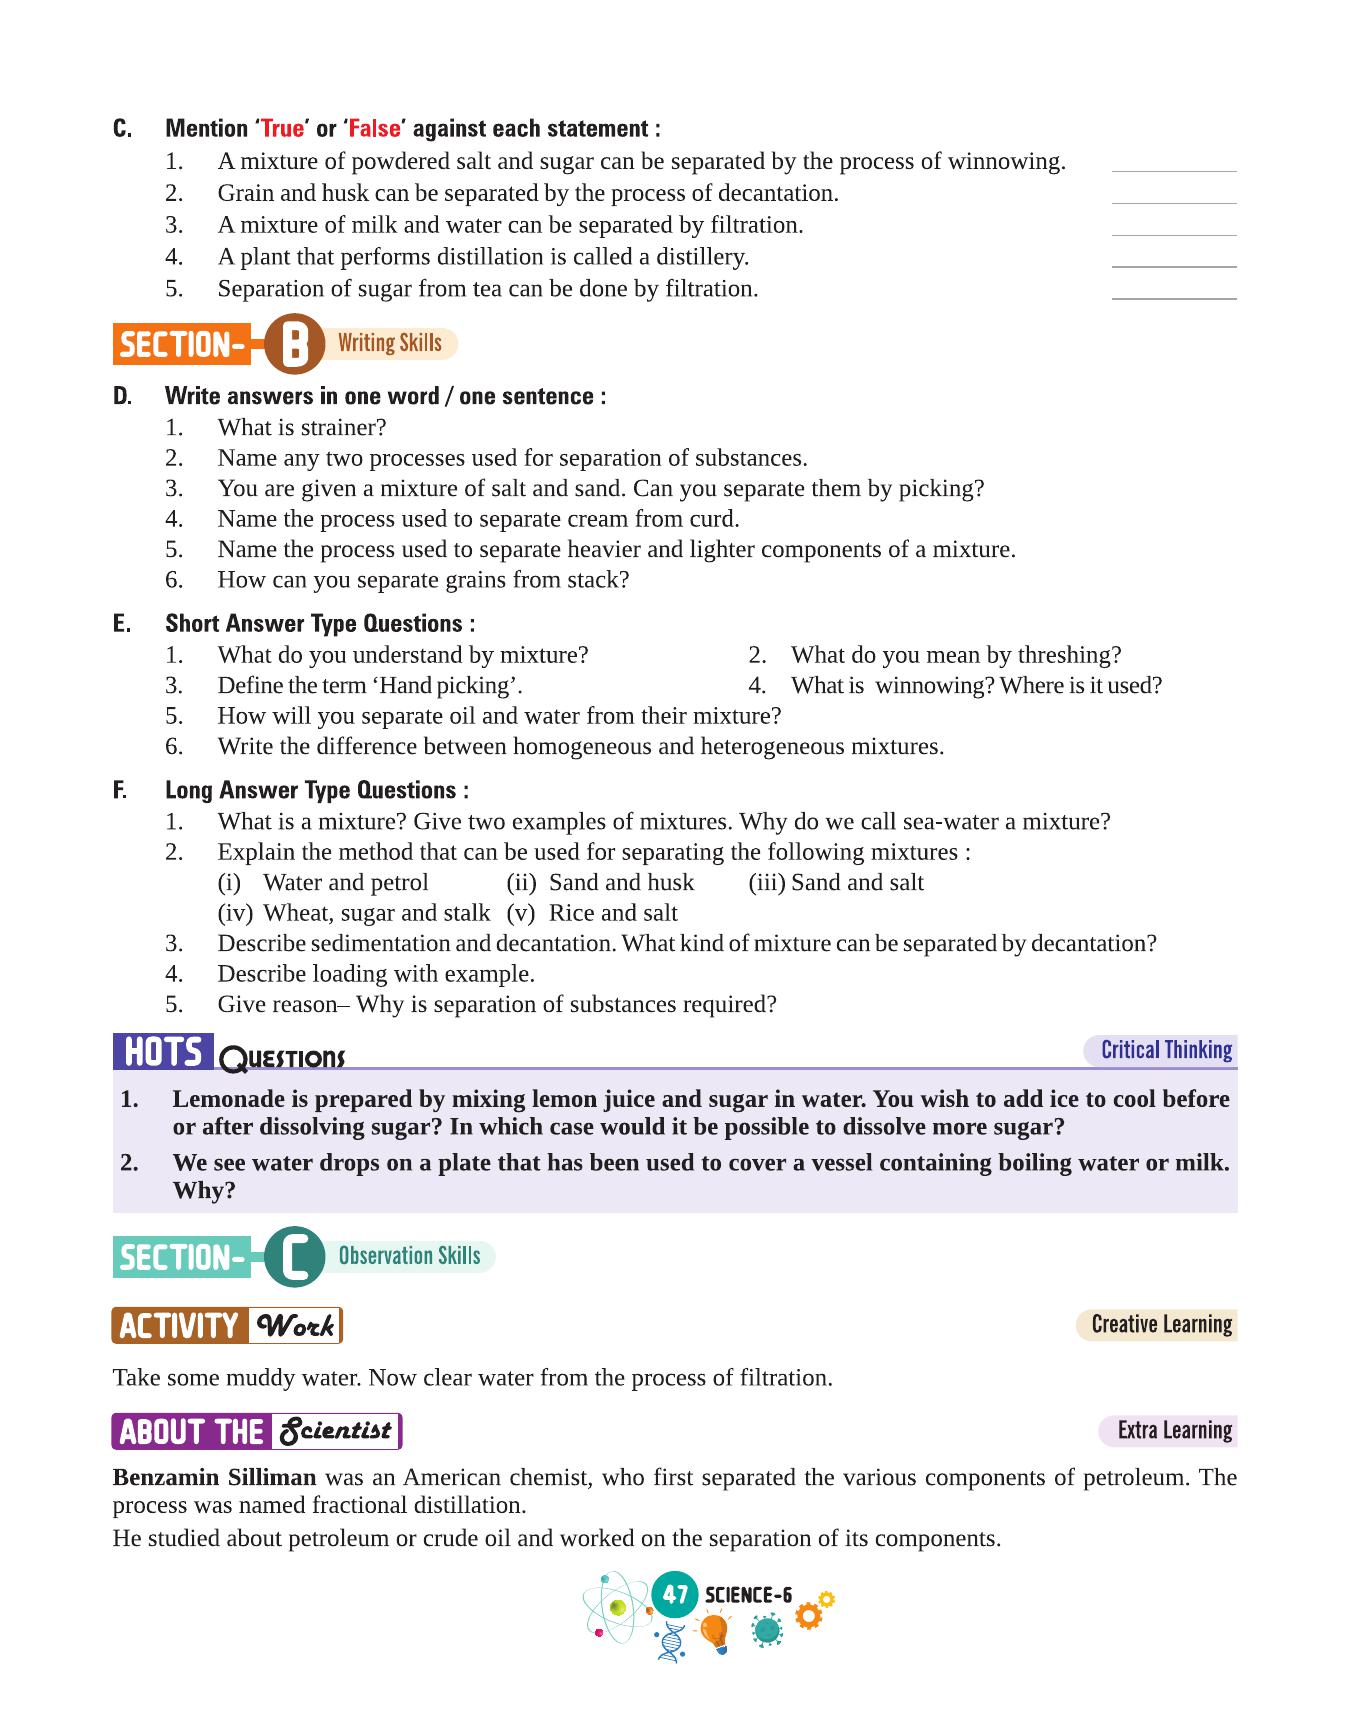 C. Mention ‘True’ or ‘False’ against each statement :
1. A mixture of powdered salt and sugar can be separated by the process of winnowing.
2. Grain and husk can be separated by the process of decantation.
3. A mixture of milk and water can be separated by filtration.
4. A plant that performs distillation is called a distillery.
5. Separation of sugar from tea can be done by filtration.
SECTION- B Writing Skills
D. Write answers in one word / one sentence :
1. What is strainer?
2. Name any two processes used for separation of substances.
3. You are given a mixture of salt and sand. Can you separate them by picking?
4. Name the process used to separate cream from curd.
5. Name the process used to separate heavier and lighter components of a mixture.
6. How can you separate grains from stack?
E. Short Answer Type Questions :
1. What do you understand by mixture? 2. What do you mean by threshing?
3. Define the term ‘Hand picking’. 4. What is winnowing? Where is it used?
5. How will you separate oil and water from their mixture?
6. Write the difference between homogeneous and heterogeneous mixtures.
F. Long Answer Type Questions :
1. What is a mixture? Give two examples of mixtures. Why do we call sea-water a mixture?
2. Explain the method that can be used for separating the following mixtures :
(i) Water and petrol (ii) Sand and husk (iii) Sand and salt
(iv) Wheat, sugar and stalk (v) Rice and salt
3. Describe sedimentation and decantation. What kind of mixture can be separated by decantation?
4. Describe loading with example.
5. Give reason– Why is separation of substances required?
HOTS Questions Critical Thinking
1. Lemonade is prepared by mixing lemon juice and sugar in water. You wish to add ice to cool before
or after dissolving sugar? In which case would it be possible to dissolve more sugar?
2. We see water drops on a plate that has been used to cover a vessel containing boiling water or milk.
Why?
SECTION- C Observation Skills
ACTIVITY Work Creative Learning
Take some muddy water. Now clear water from the process of filtration.
ABOUT THE Scientist Extra Learning
Benzamin Silliman was an American chemist, who first separated the various components of petroleum. The
process was named fractional distillation.
He studied about petroleum or crude oil and worked on the separation of its components.
47 SCIENCE-6